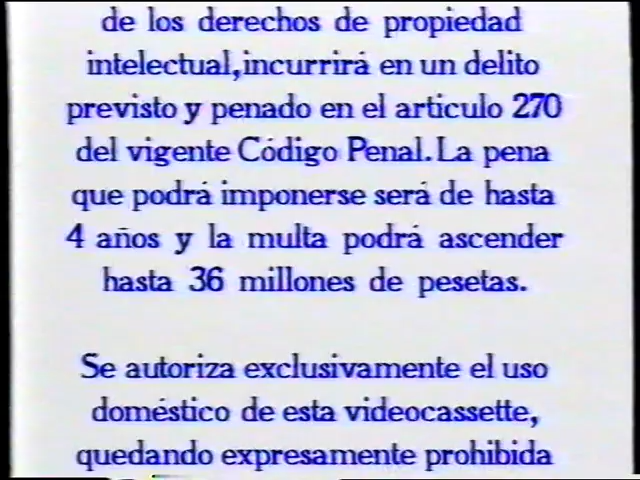 de los derechos de propiedad
intelectual,incurrirá en un delito
previsto y penado en el articulo 270
del vigente Código Penal.La pena
que podrá imponerse será de hasta
4 años y la multa podrá ascender
hasta 36 millones de pesetas.
Se autoriza exclusivamente el uso
doméstico de esta videocassette,
quedando expresamente prohibida